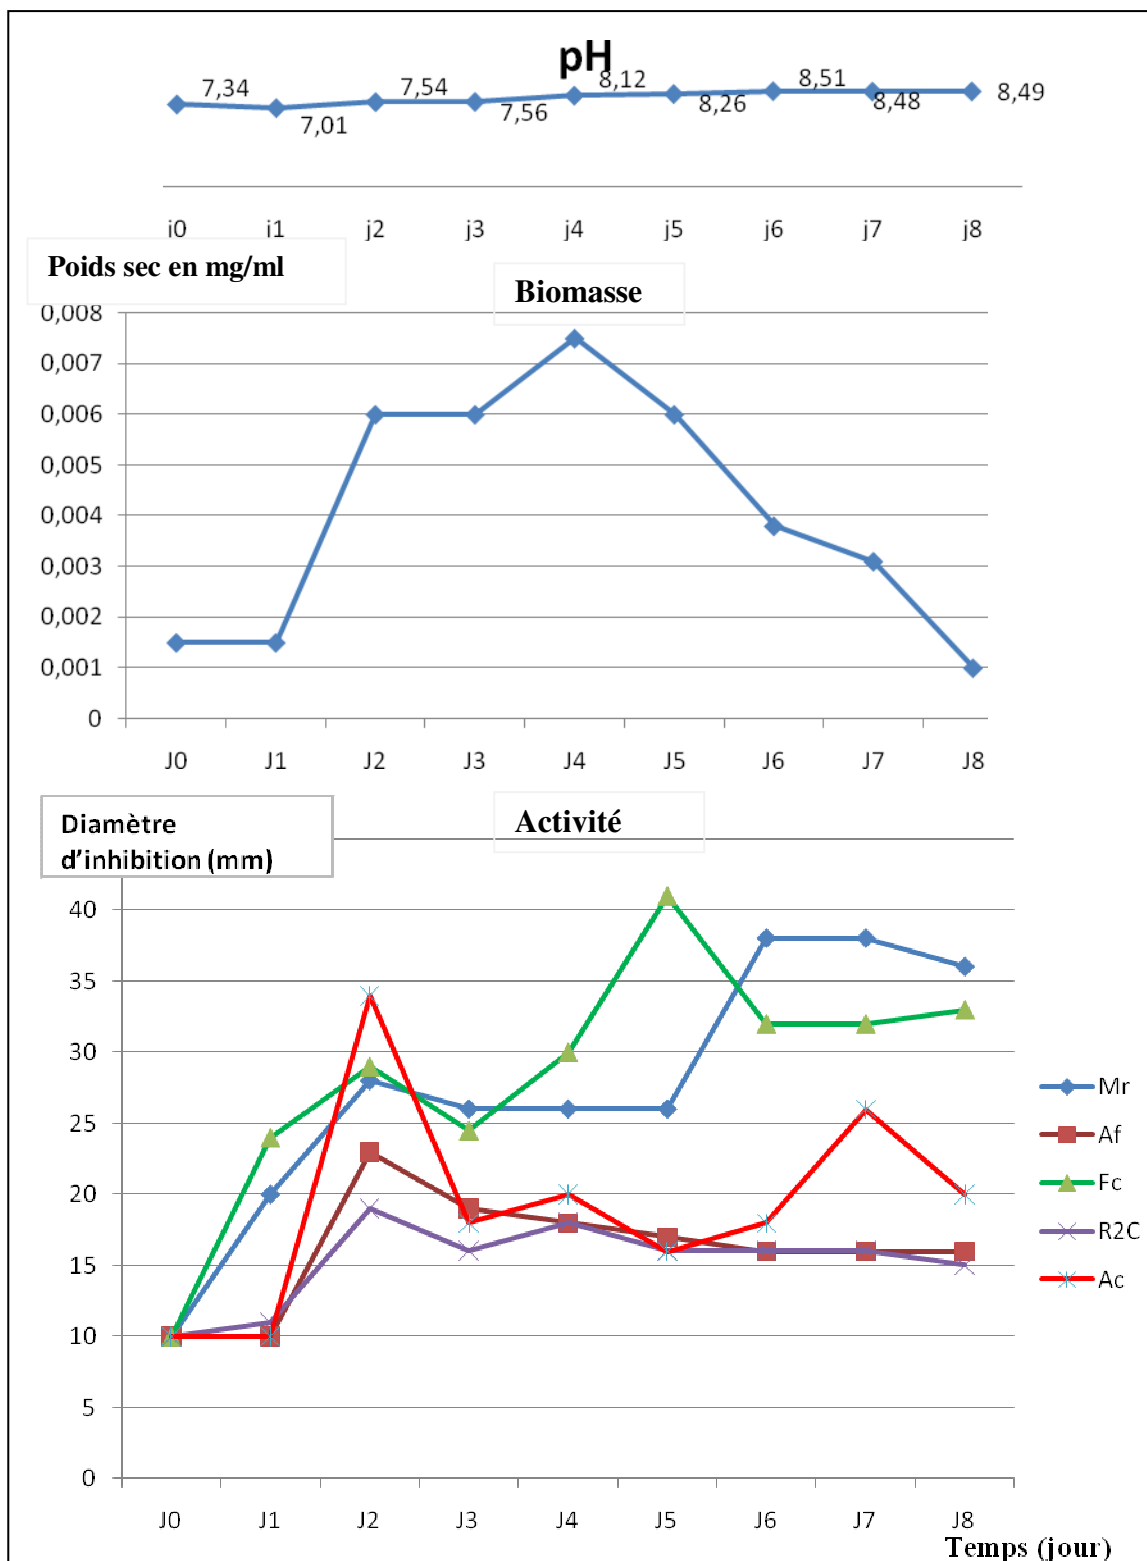 pH
7,34
7,01
7,54
7,56
8,12
8,26
8,51
8,48
8,49
j0 j1 j2 j3 j4 j5 j6 j7 j8
Poids sec en mg/ml
Biomasse
0,008
0,007
0,006
0,005
0,004
0,003
0,002
0,001
0
J0 J1 J2 J3 J4 J5 J6 J7 J8
Activité
Diamètre
d'inhibition (mm)
40
35
30
25
20
15
10
5
0
Mr
Af
Fc
R2C
Ac
J0 J1 J2 J3 J4 J5 J6 J7 J8
Temps (jour)